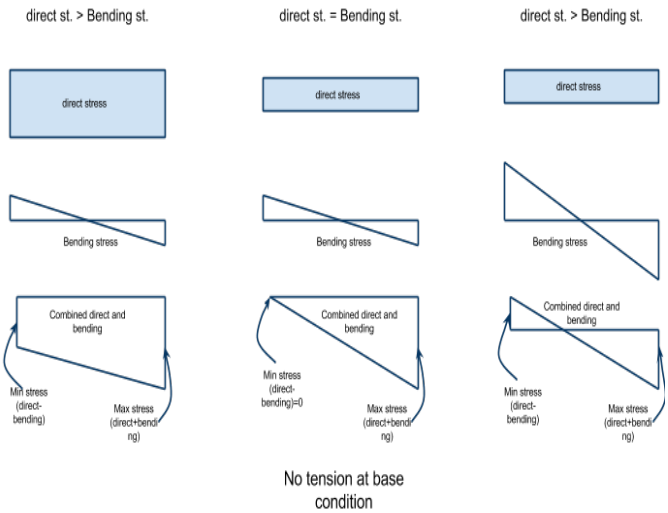 direct st. > Bending st.
direct st. = Bending st.
direct st. > Bending st.
direct stress
direct stress
direct stress
Bending stress
Bending stress
Bending stress
Combined direct and
bending
Combined direct and
bending
Combined direct and
bending
Min stress
(direct-
bending)
Max stress
(direct+bendi
ng)
Min stress
(direct-
bending)=0
Max stress
(direct+bendi
ng)
Min stress
(direct-
bending)
Max stress
(direct+bendi
ng)
No tension at base
condition